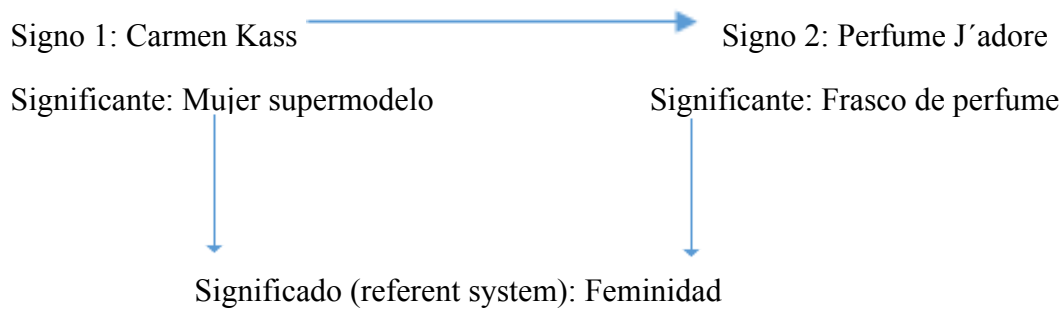 Signo 1: Carmen Kass Signo 2: Perfume J´adore
Significante: Mujer supermodelo Significante: Frasco de perfume
Significado (referent system): Feminidad